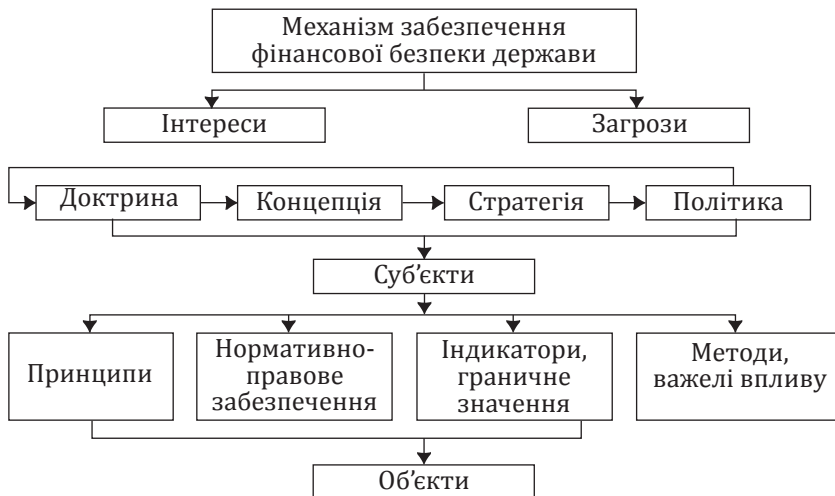 Механізм забезпечення
фінансової безпеки держави
Інтереси
Загрози
Доктрина
Концепція
Стратегія
Політика
Суб’єкти
Принципи
Нормативно-
правове
забезпечення
Індикатори,
граничне
значення
Методи,
важелі впливу
Об’єкти